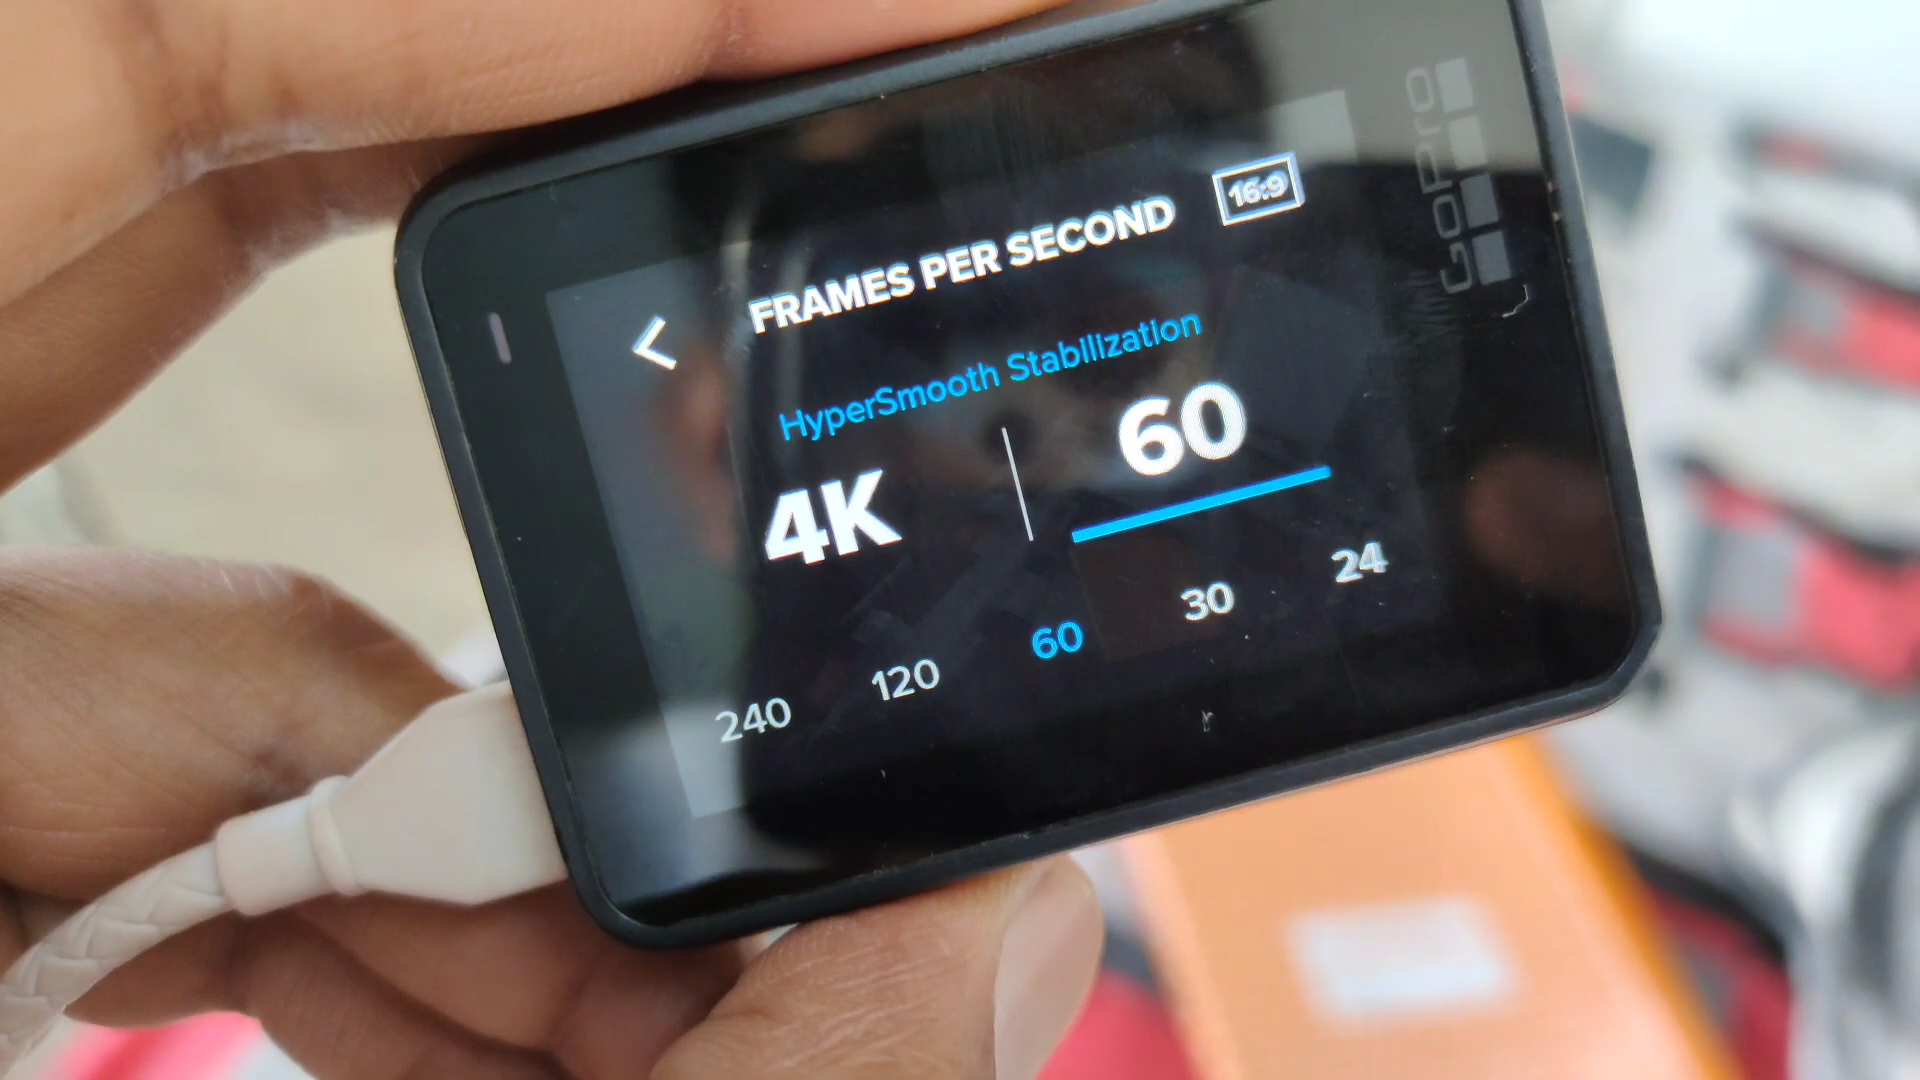 FRAMES PER SECOND 16:9
HyperSmooth Stabilization
4K 60
240 120 60 30 24
GoPro